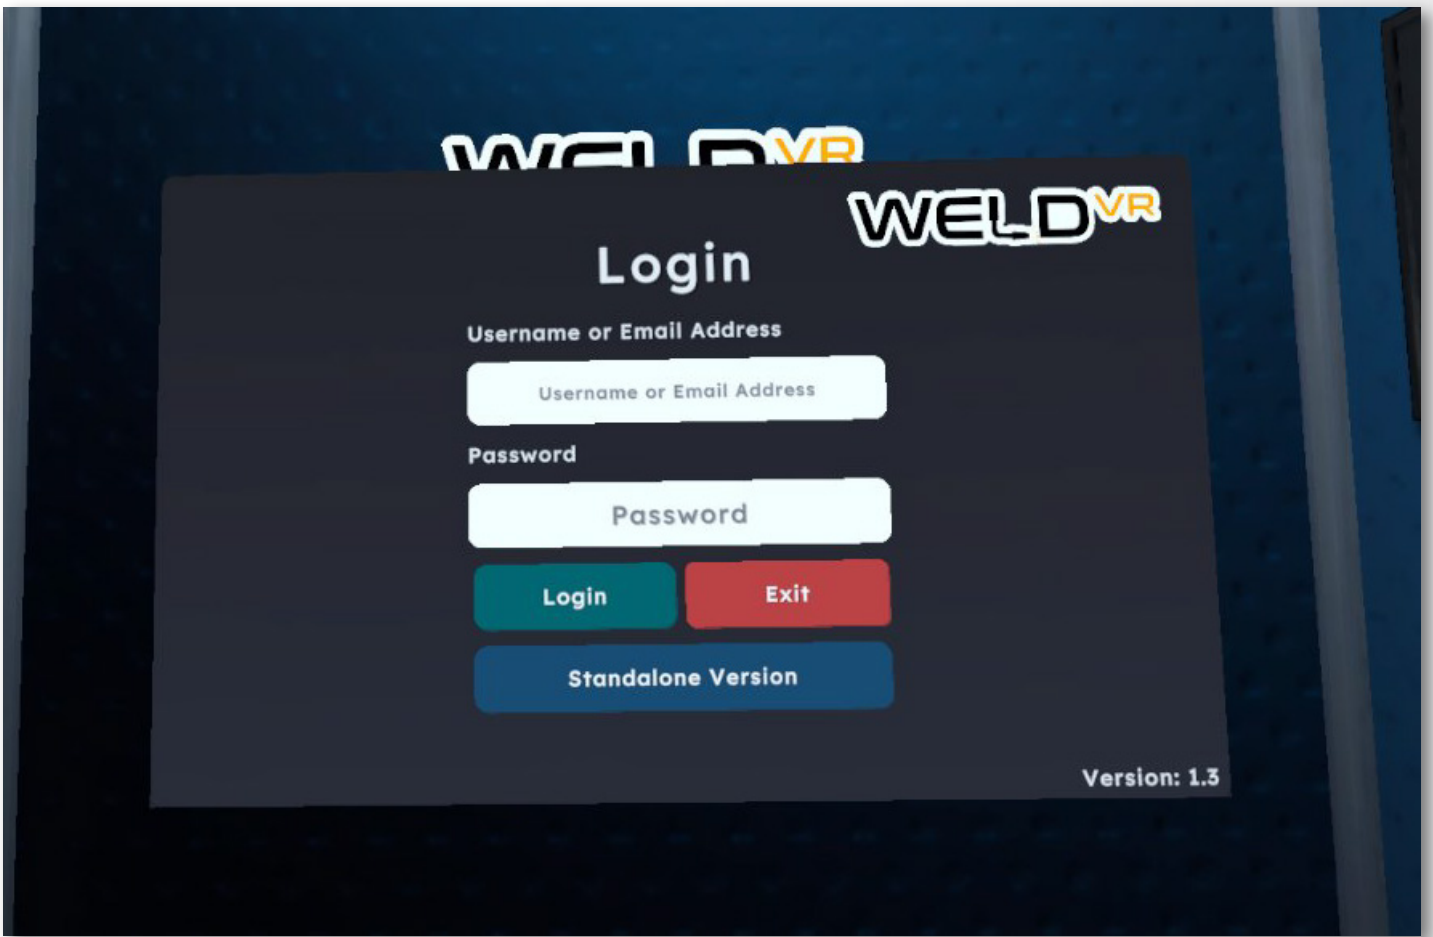 WELDVR
WELDVR
Login
Username or Email Address
Username or Email Address
Password
Password
Login
Exit
Standalone Version
Version: 1.3